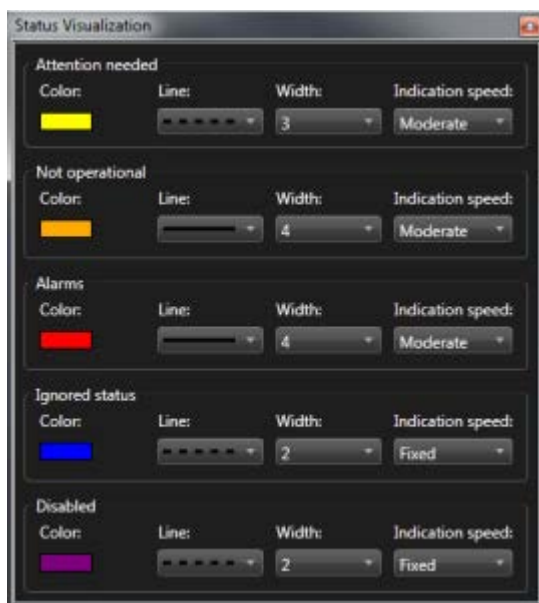 Status Visualization
Attention needed
Color: Line: Width: Indication speed:
3 Moderate
Not operational
Color: Line: Width: Indication speed:
4 Moderate
Alarms
Color: Line: Width: Indication speed:
4 Moderate
Ignored status
Color: Line: Width: Indication speed:
2 Fixed
Disabled
Color: Line: Width: Indication speed:
2 Fixed